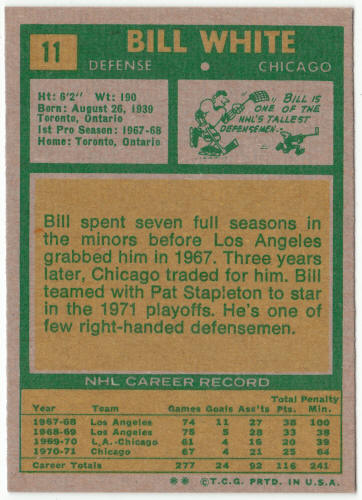 11 BILL WHITE
DEFENSE • CHICAGO
Ht: 6'2" Wt: 190
Born: August 26, 1939
Toronto, Ontario
1st Pro Season: 1967-68
Home: Toronto, Ontario
BILL IS
ONE OF THE
NHL'S TALLEST
DEFENSEMEN.
Bill spent seven full seasons in
the minors before Los Angeles
grabbed him in 1967. Three years
later, Chicago traded for him. Bill
teamed with Pat Stapleton to star
in the 1971 playoffs. He's one of
few right-handed defensemen.
NHL CAREER RECORD
Total Penalty
Year Team Games Goals Ass'ts Pts. Min.
1967-68 Los Angeles 74 11 27 38 100
1968-69 Los Angeles 75 5 28 33 38
1969-70 L.A.-Chicago 61 4 16 20 39
1970-71 Chicago 67 4 21 25 64
Career Totals 277 24 92 116 241
** ©T.C.G. PRTD. IN U.S.A.